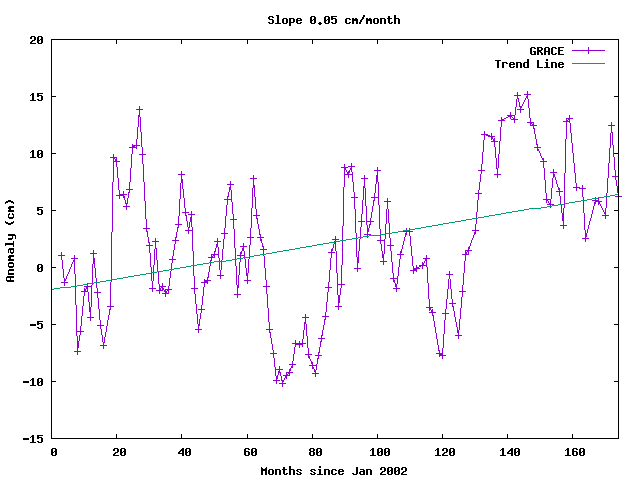 Slope 0.05 cm/month
GRACE
Trend Line
20
15
10
5
0
-5
-10
-15
Anomaly (cm)
0 20 40 60 80 100 120 140 160
Months since Jan 2002